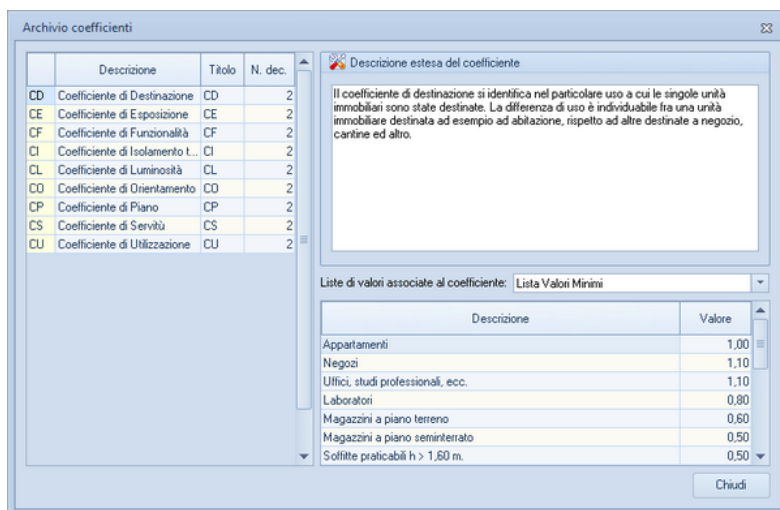 Archivio coefficienti
Descrizione Titolo N. dec.
CD Coefficiente di Destinazione CD 2
CE Coefficiente di Esposizione CE 2
CF Coefficiente di Funzionalità CF 2
CI Coefficiente di Isolamento t... CI 2
CL Coefficiente di Luminosità CL 2
CO Coefficiente di Orientamento CO 2
CP Coefficiente di Piano CP 2
CS Coefficiente di Servitù CS 2
CU Coefficiente di Utilizzazione CU 2
Descrizione estesa del coefficiente
Il coefficiente di destinazione si identifica nel particolare uso a cui le singole unità
immobiliari sono state destinate. La differenza di uso è individuabile fra una unità
immobiliare destinata ad esempio ad abitazione, rispetto ad altre destinate a negozio,
cantine ed altro.
Liste di valori associate al coefficiente: Lista Valori Minimi
Descrizione Valore
Appartamenti 1,00
Negozi 1,10
Uffici, studi professionali, ecc. 1,10
Laboratori 0,80
Magazzini a piano terreno 0,60
Magazzini a piano seminterrato 0,50
Soffitte praticabili h > 1,60 m. 0,50
Chiudi